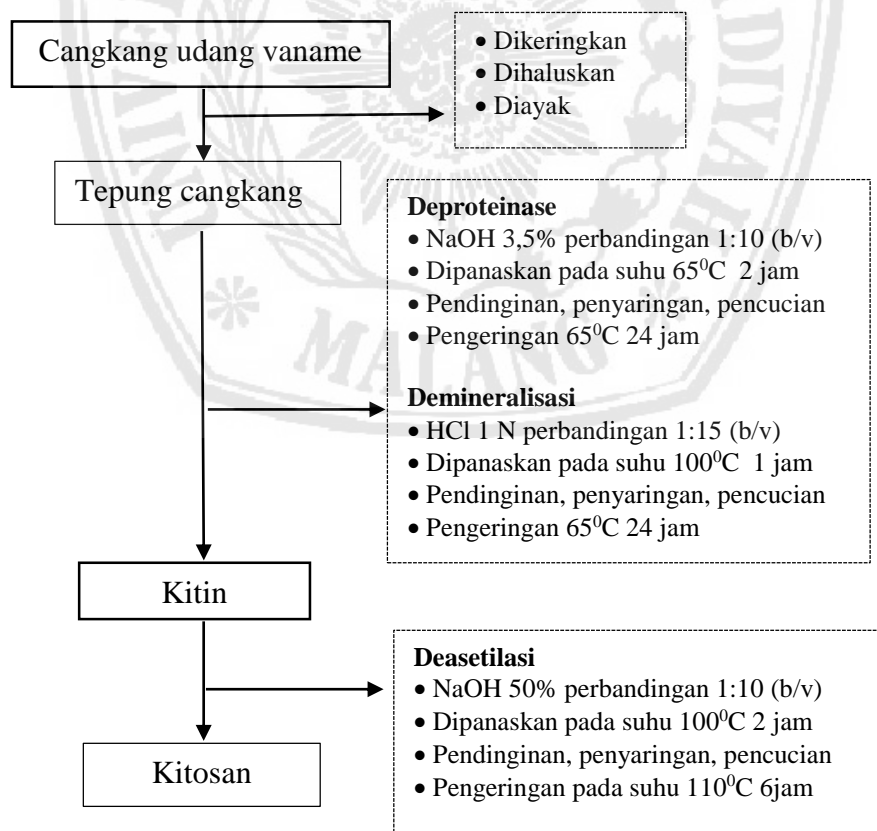 Cangkang udang vaname
• Dikeringkan
• Dihaluskan
• Diayak
Tepung cangkang
Deproteinase
• NaOH 3,5% perbandingan 1:10 (b/v)
• Dipanaskan pada suhu 65⁰C 2 jam
• Pendinginan, penyaringan, pencucian
• Pengeringan 65⁰C 24 jam
Demineralisasi
• HCl 1 N perbandingan 1:15 (b/v)
• Dipanaskan pada suhu 100⁰C 1 jam
• Pendinginan, penyaringan, pencucian
• Pengeringan 65⁰C 24 jam
Kitin
Deasetilasi
• NaOH 50% perbandingan 1:10 (b/v)
• Dipanaskan pada suhu 100⁰C 2 jam
• Pendinginan, penyaringan, pencucian
• Pengeringan pada suhu 110⁰C 6jam
Kitosan
MALANG